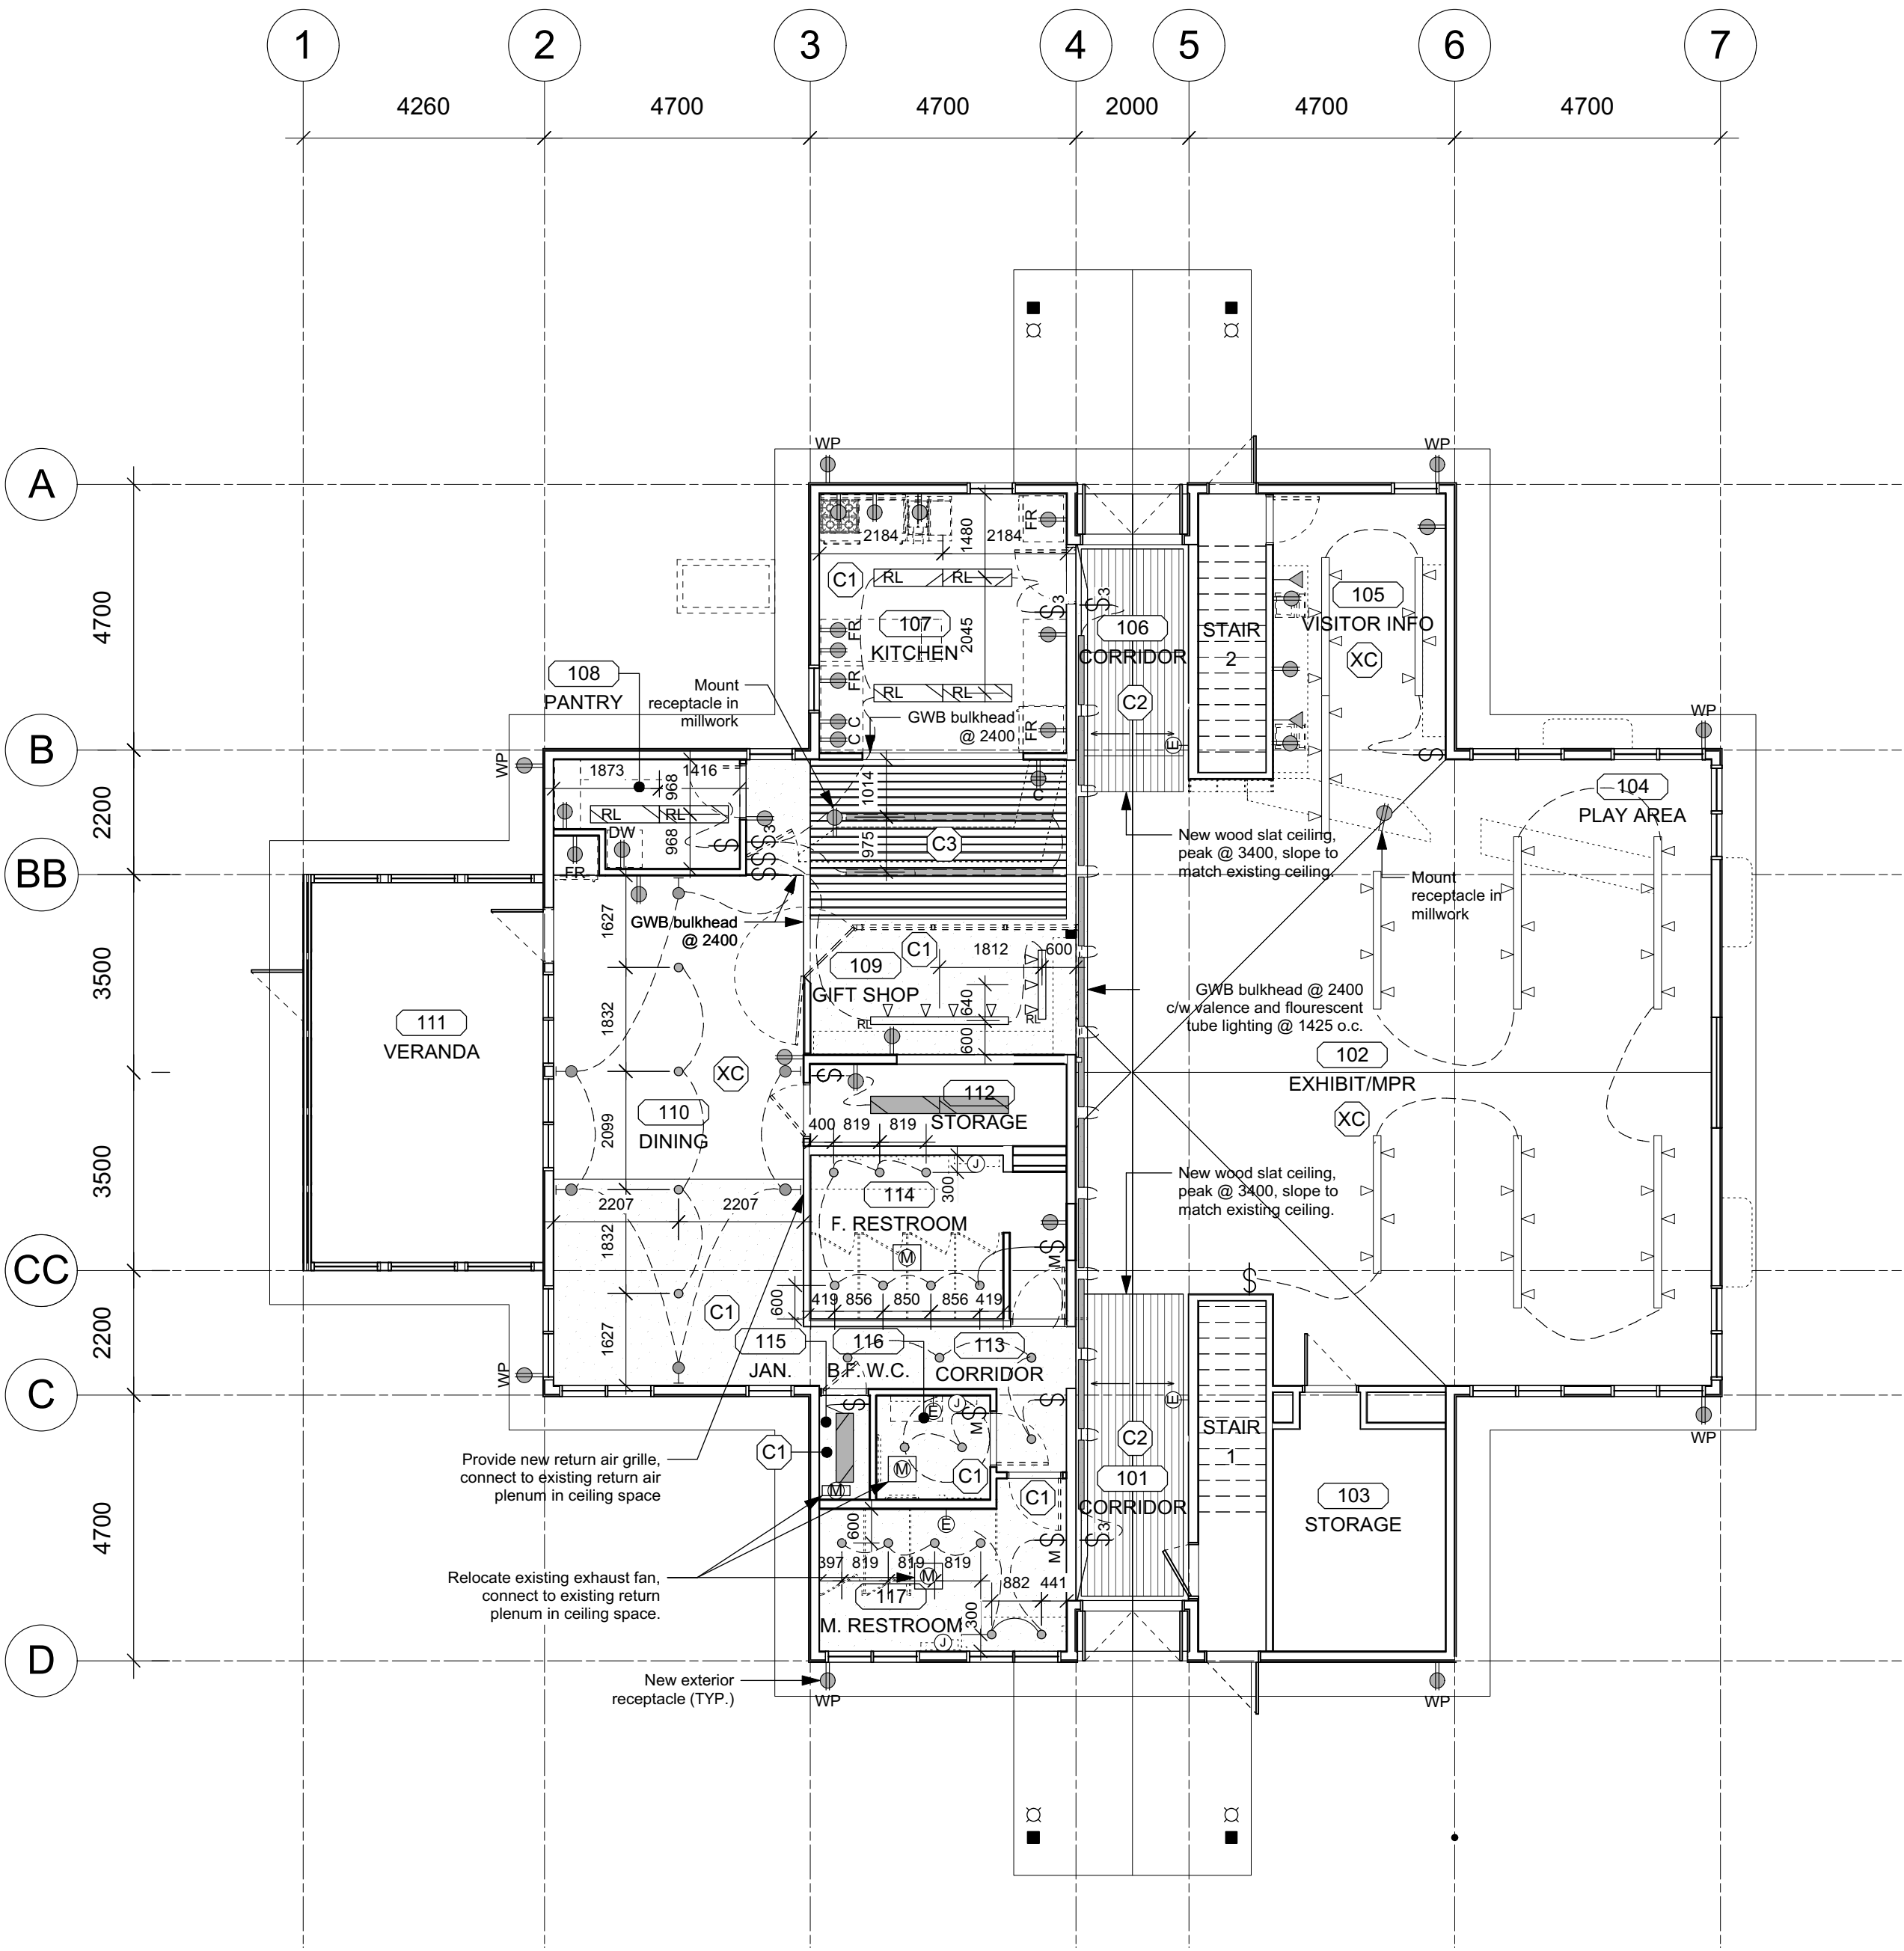 1 2 3 4 5 6 7
4260 4700 4700 2000 4700 4700
A
B
BB
CC
C
D
4700
2200
3500
3500
2200
4700
WP
WP
2184
1480
2184
FR
C1
RL RL
107
KITCHEN
2045
FR
FR
C
C
RL RL
FR
3
3
106
CORRIDOR
C2
E
STAIR
2
105
VISITOR INFO
XC
108
PANTRY
Mount
receptacle in
millwork
GWB bulkhead
@ 2400
WP
WP
1873
968
1416
RL RL
DW
968
FR
3
1014
975
C
C3
104
PLAY AREA
New wood slat ceiling,
peak @ 3400, slope to
match existing ceiling.
Mount
receptacle in
millwork
1627
GWB bulkhead
@ 2400
C1
109
GIFT SHOP
1812
600
RL
RL
640
600
GWB bulkhead @ 2400
c/w valence and flourescent
tube lighting @ 1425 o.c.
111
VERANDA
1832
102
EXHIBIT/MPR
XC
XC
110
DINING
2099
112
STORAGE
400 819 819
J
300
114
F. RESTROOM
M
M
New wood slat ceiling,
peak @ 3400, slope to
match existing ceiling.
2207 2207
1832
419 856 850 856 419
600
C1
1627
115
JAN.
116
B.F. W.C.
113
CORRIDOR
WP
WP
E
J
M
E
C1
M
C1
M
C1
C2
101
CORRIDOR
STAIR
1
103
STORAGE
Provide new return air grille,
connect to existing return air
plenum in ceiling space
600
E
M
3
397 819 819 819
M
882 441
117
M. RESTROOM
300
J
Relocate existing exhaust fan,
connect to existing return
plenum in ceiling space.
New exterior
receptacle (TYP.)
WP
WP